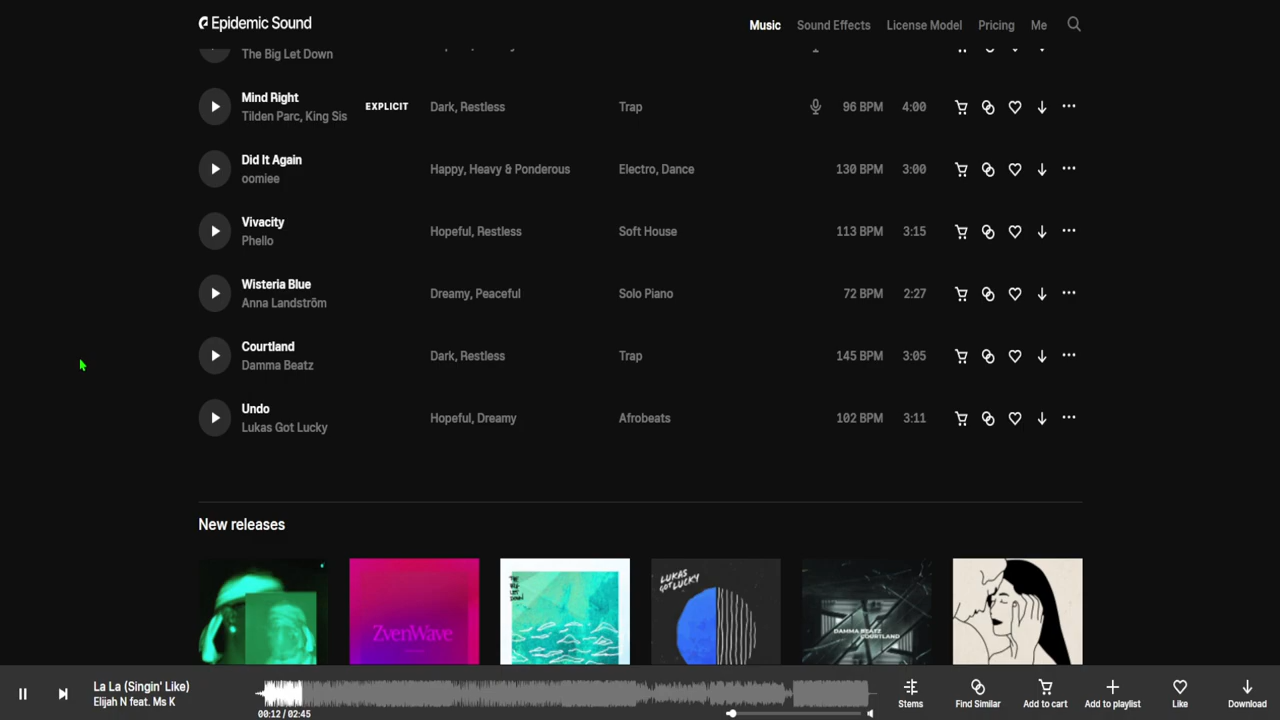 Epidemic Sound
Music Sound Effects License Model Pricing Me
The Big Let Down
Mind Right EXPLICIT Dark, Restless Trap 96 BPM 4:00
Tilden Parc, King Sis
Did It Again Happy, Heavy & Ponderous Electro, Dance 130 BPM 3:00
oomiee
Vivacity Hopeful, Restless Soft House 113 BPM 3:15
Phello
Wisteria Blue Dreamy, Peaceful Solo Piano 72 BPM 2:27
Anna Landström
Courtland Dark, Restless Trap 145 BPM 3:05
Damma Beatz
Undo Hopeful, Dreamy Afrobeats 102 BPM 3:11
Lukas Got Lucky
New releases
ZvenWave
LUKAS
GOT LUCKY
DAMMA BEATZ
COURTLAND
La La (Singin' Like)
Elijah N feat. Ms K
00:12 / 02:45
Stems Find Similar Add to cart Add to playlist Like Download